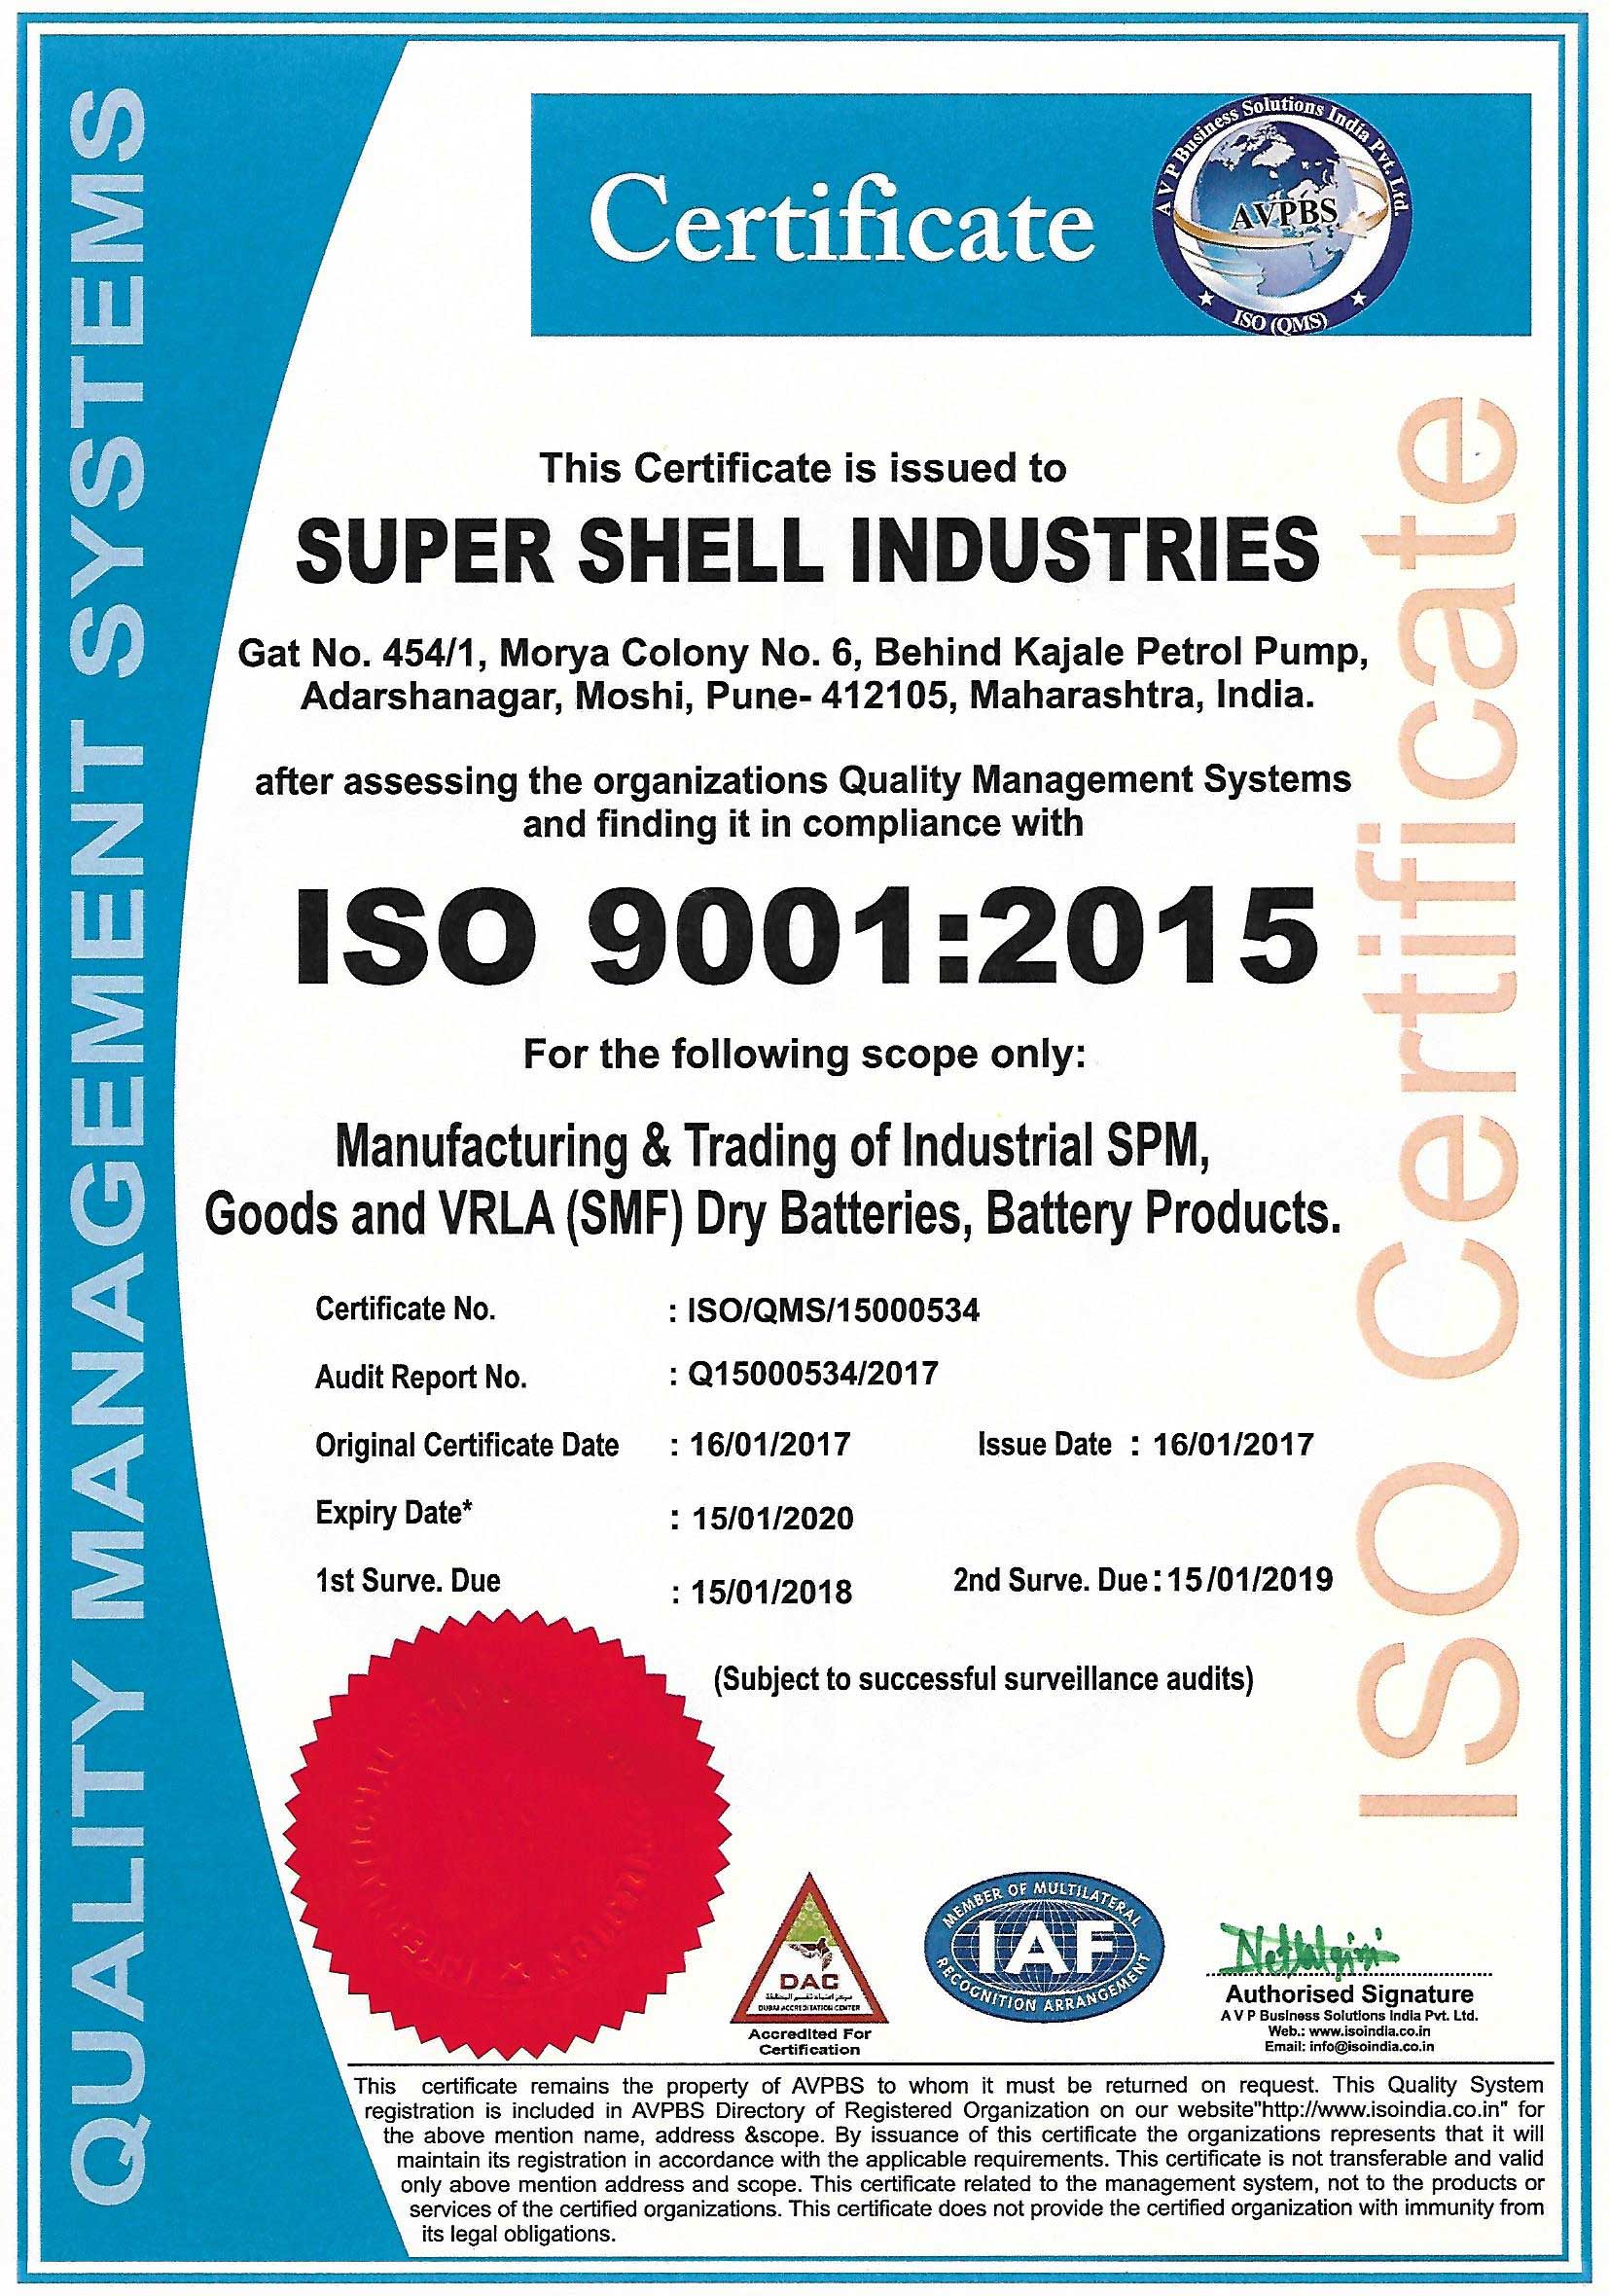 QUALITY MANAGEMENT SYSTEMS
Certificate
A V P Business Solutions India Pvt. Ltd.
AVPBS
ISO (QMS)
ISO Certificate
This Certificate is issued to
SUPER SHELL INDUSTRIES
Gat No. 454/1, Morya Colony No. 6, Behind Kajale Petrol Pump,
Adarshanagar, Moshi, Pune- 412105, Maharashtra, India.
after assessing the organizations Quality Management Systems
and finding it in compliance with
ISO 9001:2015
For the following scope only:
Manufacturing & Trading of Industrial SPM,
Goods and VRLA (SMF) Dry Batteries, Battery Products.
Certificate No. : ISO/QMS/15000534
Audit Report No. : Q15000534/2017
Original Certificate Date : 16/01/2017 Issue Date : 16/01/2017
Expiry Date* : 15/01/2020
1st Surve. Due : 15/01/2018 2nd Surve. Due : 15/01/2019
(Subject to successful surveillance audits)
DAC
DUBAI ACCREDITATION CENTER
Accredited For
Certification
MEMBER OF MULTILATERAL
IAF
RECOGNITION ARRANGEMENT
Authorised Signature
A V P Business Solutions India Pvt. Ltd.
Web.: www.isoindia.co.in
Email: info@isoindia.co.in
This certificate remains the property of AVPBS to whom it must be returned on request. This Quality System
registration is included in AVPBS Directory of Registered Organization on our website"http://www.isoindia.co.in" for
the above mention name, address &scope. By issuance of this certificate the organizations represents that it will
maintain its registration in accordance with the applicable requirements. This certificate is not transferable and valid
only above mention address and scope. This certificate related to the management system, not to the products or
services of the certified organizations. This certificate does not provide the certified organization with immunity from
its legal obligations.